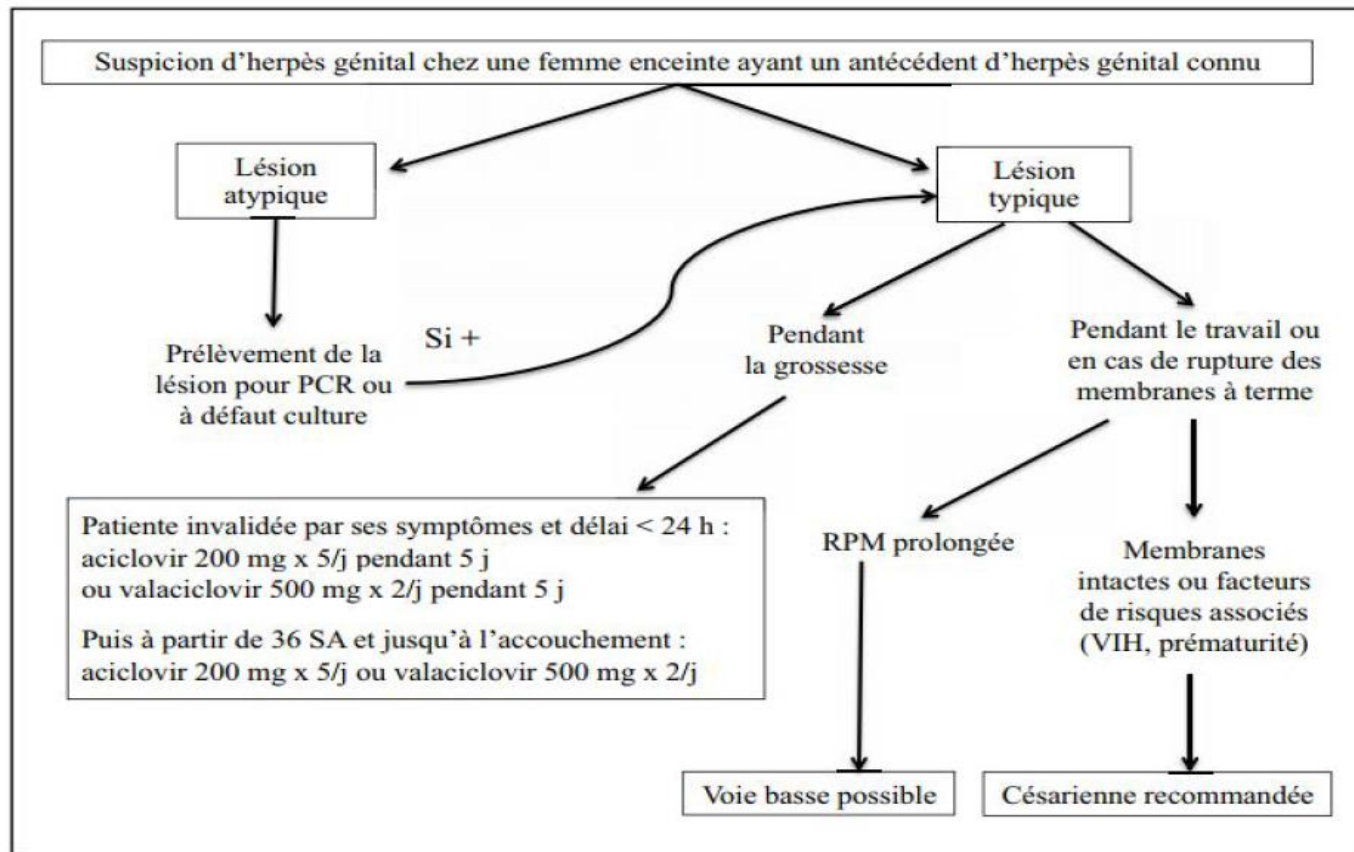 Suspicion d'herpès génital chez une femme enceinte ayant un antécédent d'herpès génital connu
Lésion
atypique
Lésion
typique
Si +
Prélèvement de la
lésion pour PCR ou
à défaut culture
Pendant
la grossesse
Pendant le travail ou
en cas de rupture des
membranes à terme
Patiente invalidée par ses symptômes et délai < 24 h :
aciclovir 200 mg x 5/j pendant 5 j
ou valaciclovir 500 mg x 2/j pendant 5 j
Puis à partir de 36 SA et jusqu'à l'accouchement :
aciclovir 200 mg x 5/j ou valaciclovir 500 mg x 2/j
RPM prolongée
Membranes
intactes ou facteurs
de risques associés
(VIH, prématurité)
Voie basse possible
Césarienne recommandée